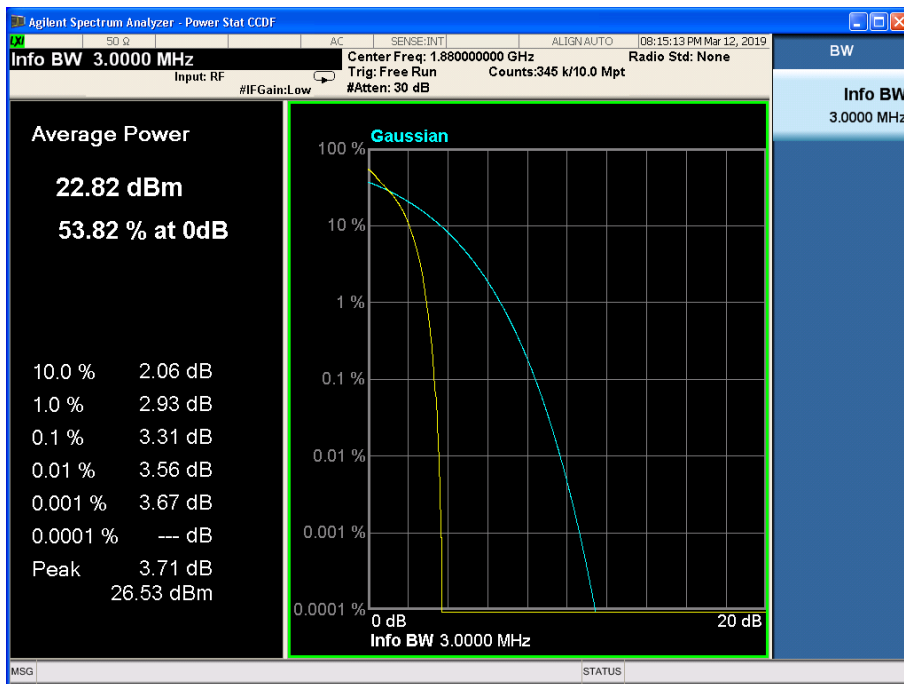 Agilent Spectrum Analyzer - Power Stat CCDF
LXI 50 Ω AC SENSE:INT ALIGN AUTO 08:15:13 PM Mar 12, 2019
Info BW 3.0000 MHz
Input: RF
#IFGain:Low
Center Freq: 1.880000000 GHz
Radio Std: None
Trig: Free Run
Counts:345 k/10.0 Mpt
#Atten: 30 dB
BW
Info BW
3.0000 MHz
Average Power
22.82 dBm
53.82 % at 0dB
10.0 % 2.06 dB
1.0 % 2.93 dB
0.1 % 3.31 dB
0.01 % 3.56 dB
0.001 % 3.67 dB
0.0001 % --- dB
Peak 3.71 dB
26.53 dBm
Gaussian
100 %
10 %
1 %
0.1 %
0.01 %
0.001 %
0.0001 %
0 dB 20 dB
Info BW 3.0000 MHz
MSG STATUS